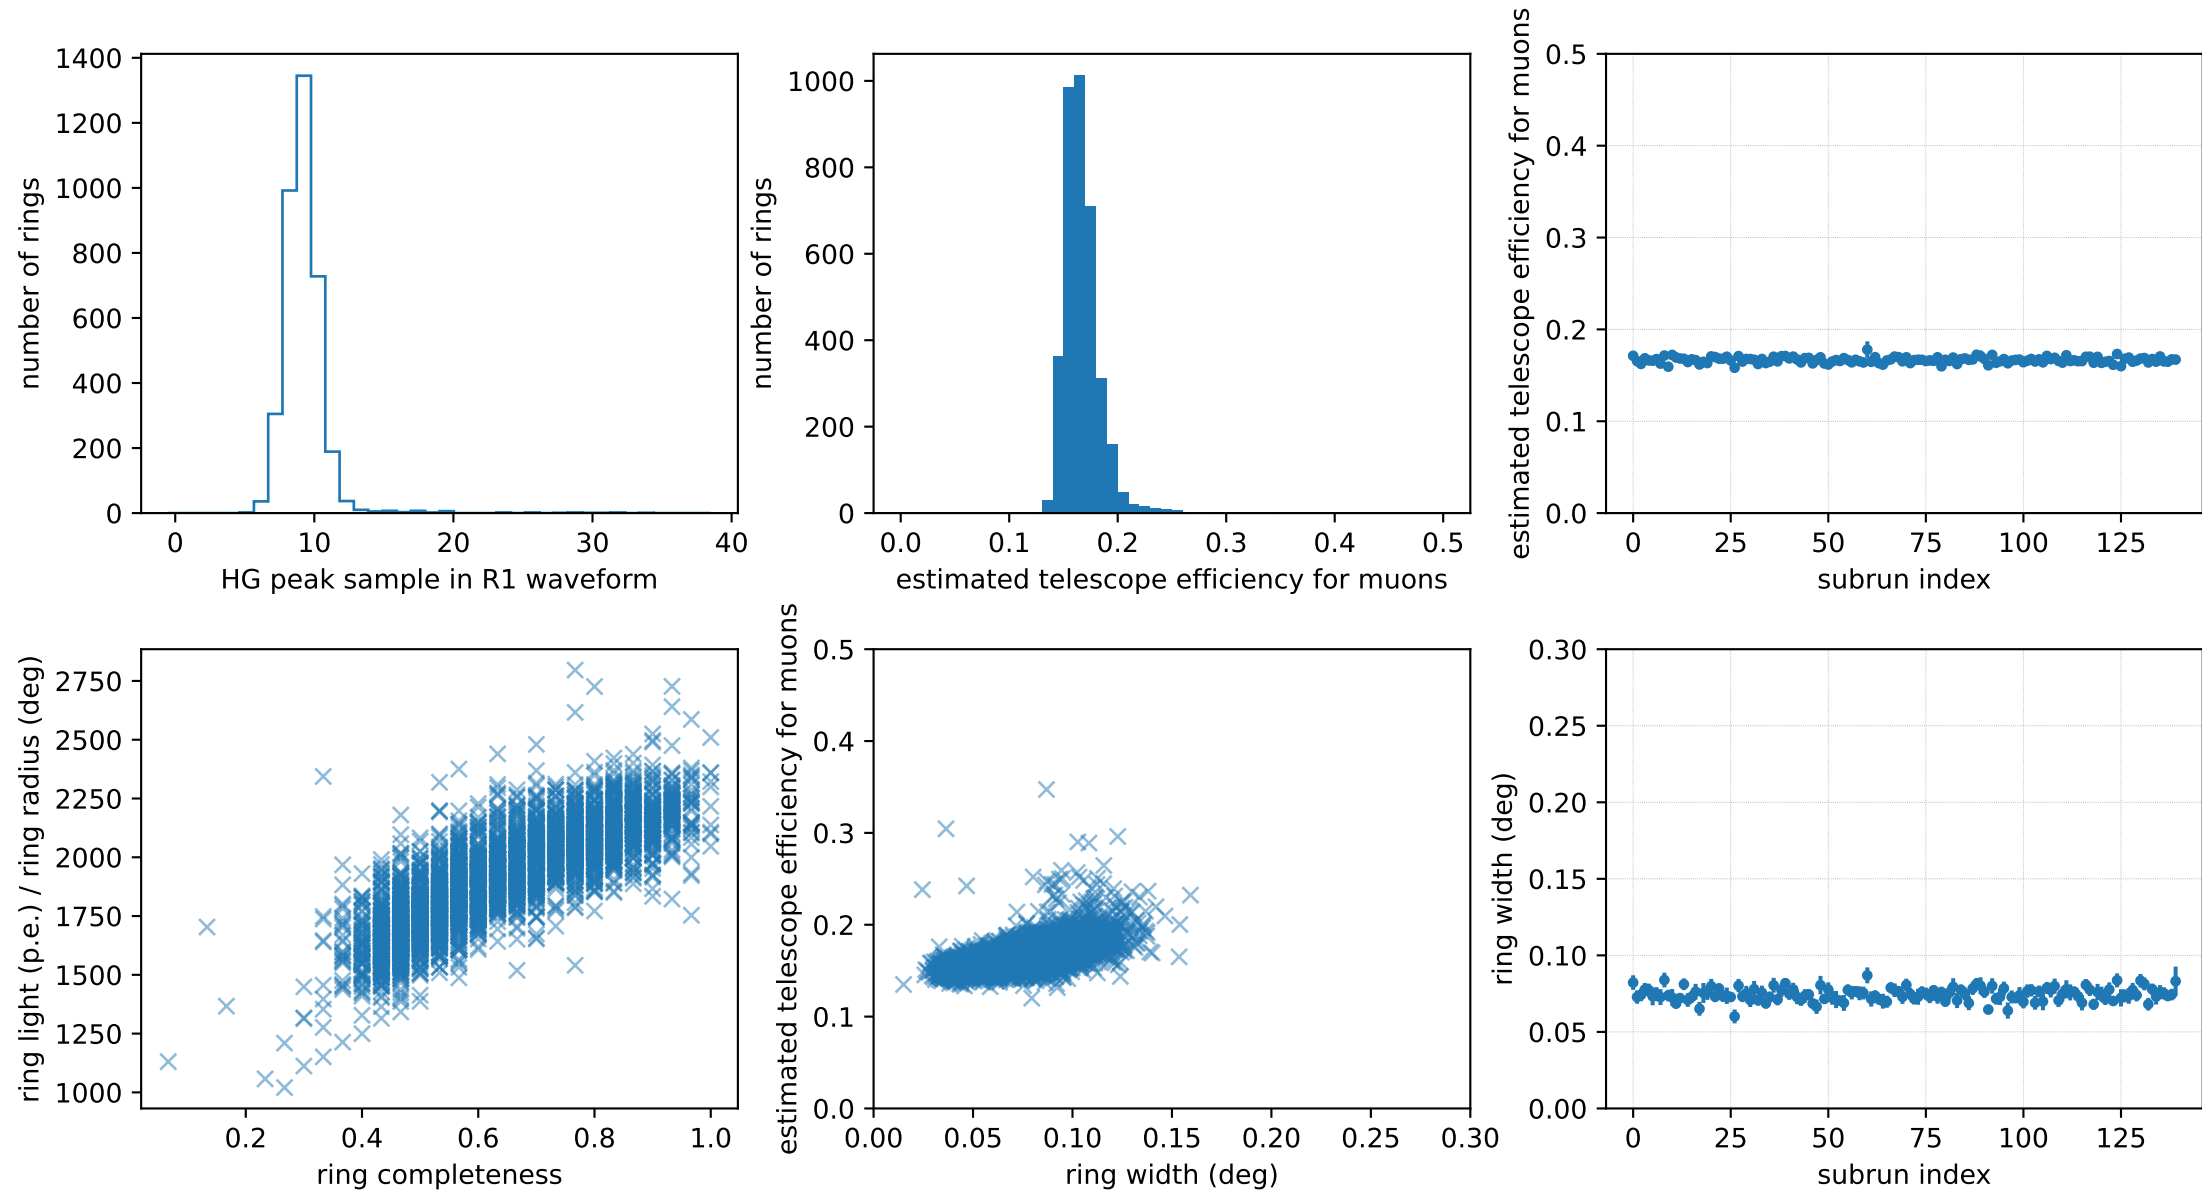 number of rings
1400
1200
1000
800
600
400
200
0
0 10 20 30 40
HG peak sample in R1 waveform
number of rings
1000
800
600
400
200
0
0.0 0.1 0.2 0.3 0.4 0.5
estimated telescope efficiency for muons
estimated telescope efficiency for muons
0.5
0.4
0.3
0.2
0.1
0.0
0 25 50 75 100 125
subrun index
ring light (p.e.) / ring radius (deg)
2750
2500
2250
2000
1750
1500
1250
1000
0.2 0.4 0.6 0.8 1.0
ring completeness
estimated telescope efficiency for muons
0.5
0.4
0.3
0.2
0.1
0.0
0.00 0.05 0.10 0.15 0.20 0.25 0.30
ring width (deg)
ring width (deg)
0.30
0.25
0.20
0.15
0.10
0.05
0.00
0 25 50 75 100 125
subrun index